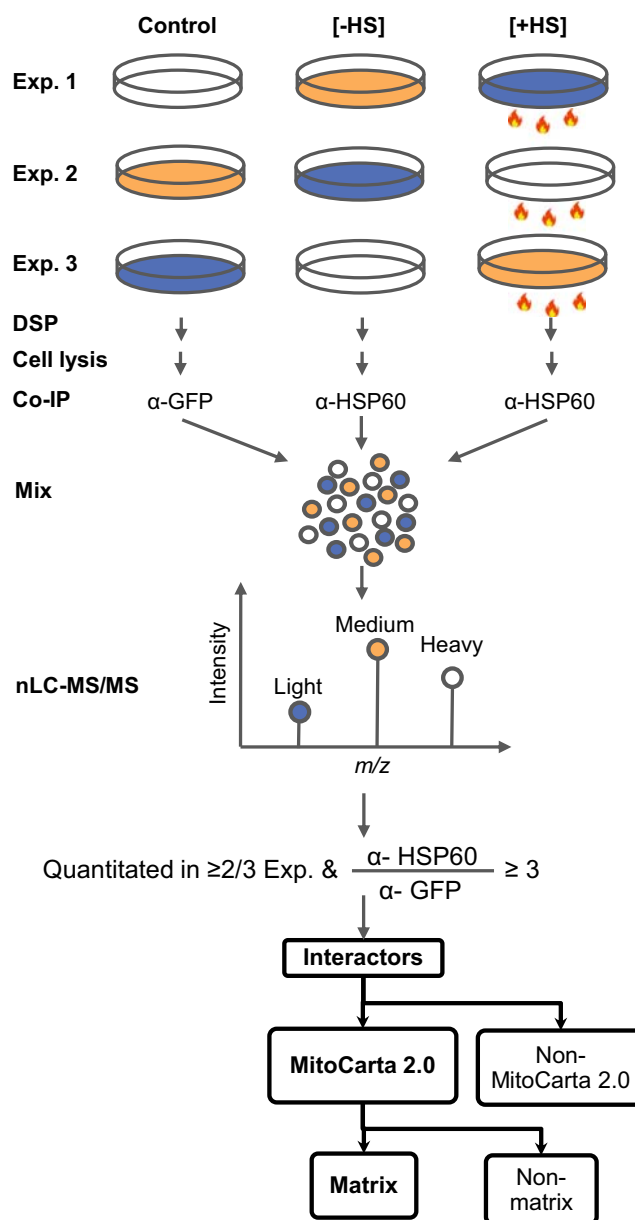 Control [-HS] [+HS]
Exp. 1
Exp. 2
Exp. 3
DSP
Cell lysis
Co-IP α-GFP α-HSP60 α-HSP60
Mix
Intensity
Medium
Heavy
Light
nLC-MS/MS
m/z
Quantitated in ≥2/3 Exp. & α- HSP60 / α- GFP ≥ 3
Interactors
MitoCarta 2.0
Non-
MitoCarta 2.0
Matrix
Non-
matrix